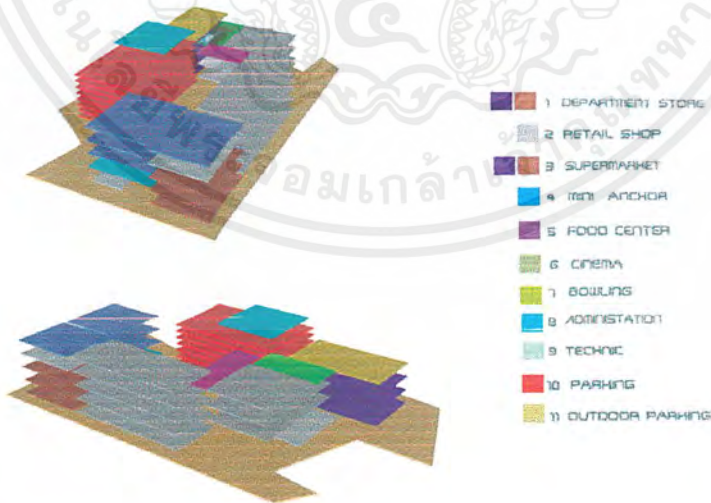 1 DEPARTMENT STORE
2 RETAIL SHOP
3 SUPERMARKET
4 MINI ANCHOR
5 FOOD CENTER
6 CINEMA
7 BOWLING
8 ADMINISTATION
9 TECHNIC
10 PARKING
11 OUTDOOR PARKING